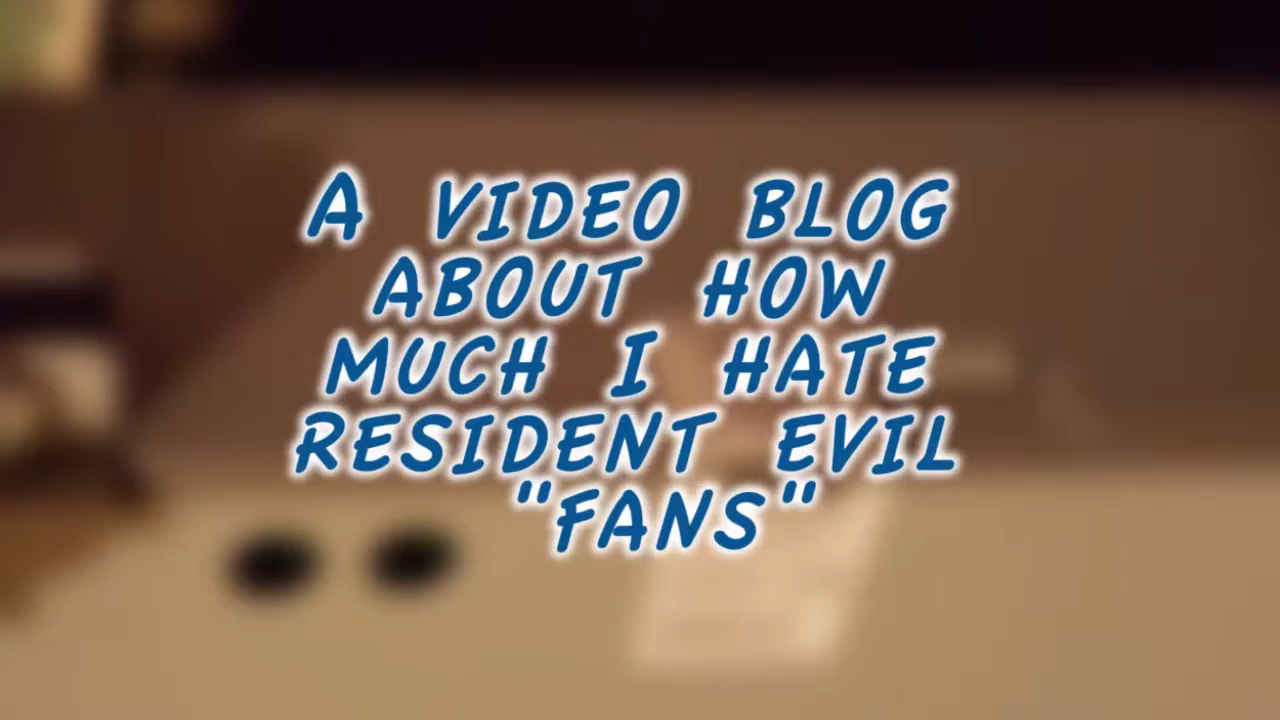 A VIDEO BLOG
ABOUT HOW
MUCH I HATE
RESIDENT EVIL
"FANS"